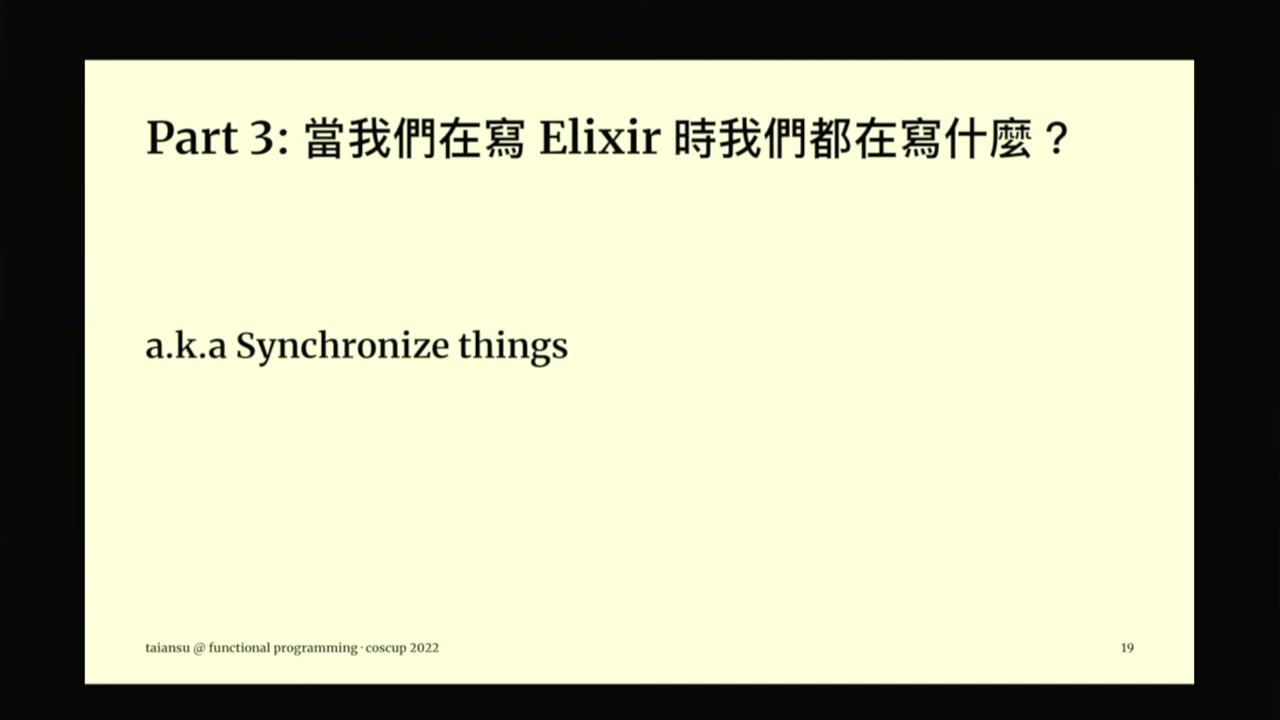 Part 3: 當我們在寫 Elixir 時我們都在寫什麼？
a.k.a Synchronize things
taiansu @ functional programming · coscup 2022
19